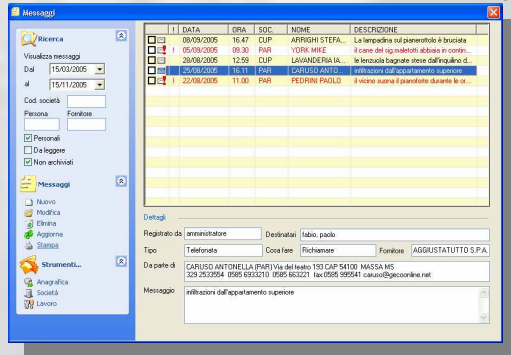 Messaggi
Ricerca
Visualizza messaggi
Dal 15/03/2005
al 15/11/2005
Cod. società
Persona Fornitore
Personali
Da leggere
Non archiviati
Messaggi
Nuovo
Modifica
Elimina
Aggiorna
Stampa
Strumenti...
Anagrafica
Società
Lavoro
! DATA ORA SOC. NOME DESCRIZIONE
08/09/2005 16.47 CUP ARRIGHI STEFA... La lampadina sul pianerottolo è bruciata
! 05/09/2005 09.30 PAR YORK MIKE il cane del sig.maletotti abbiaia in contin...
28/08/2005 12.59 CUP LAVANDERIA IA... le lenzuola bagnate stese dall'inquilino d...
25/08/2005 16.11 PAR CARUSO ANTO... infiltrazioni dall'appartamento superiore
! 22/08/2005 11.00 PAR PEDRINI PAOLO il vicino suona il pianoforte durante le or...
Dettagli
Registrato da amministratore Destinatari fabio, paolo
Tipo Telefonata Cosa fare Richiamare Fornitore AGGIUSTATUTTO S.P.A.
Da parte di CARUSO ANTONELLA (PAR) Via del teatro 193 CAP 54100 MASSA MS
329 2533554 0585 6933210 0585 663221 fax 0585 995541 caruso@gecoonline.net
Messaggio infiltrazioni dall'appartamento superiore